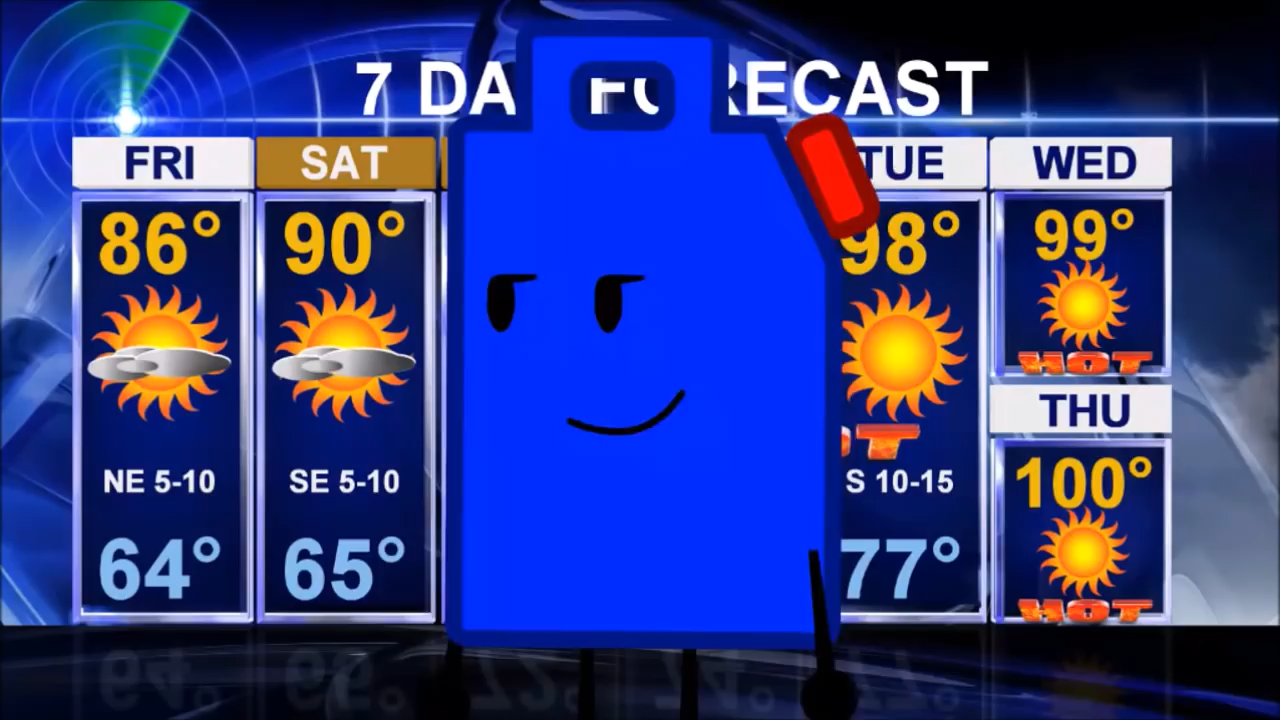 7 DA FORECAST
FRI
SAT
TUE
WED
86°
90°
98°
99°
HOT
THU
NE 5-10
SE 5-10
S 10-15
100°
64°
65°
77°
HOT